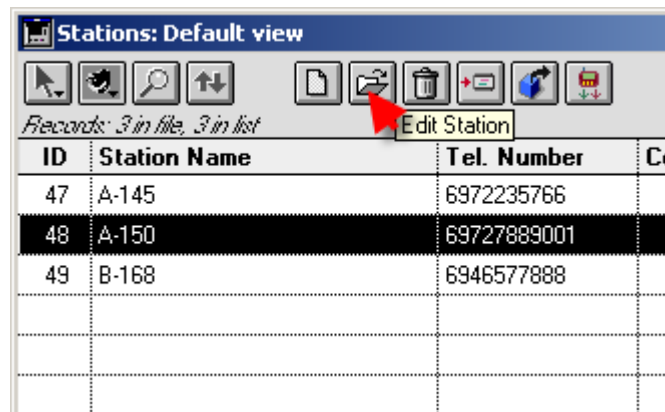 Stations: Default view
Records: 3 in file, 3 in list
Edit Station
ID Station Name Tel. Number
47 A-145 6972235766
48 A-150 69727889001
49 B-168 6946577888